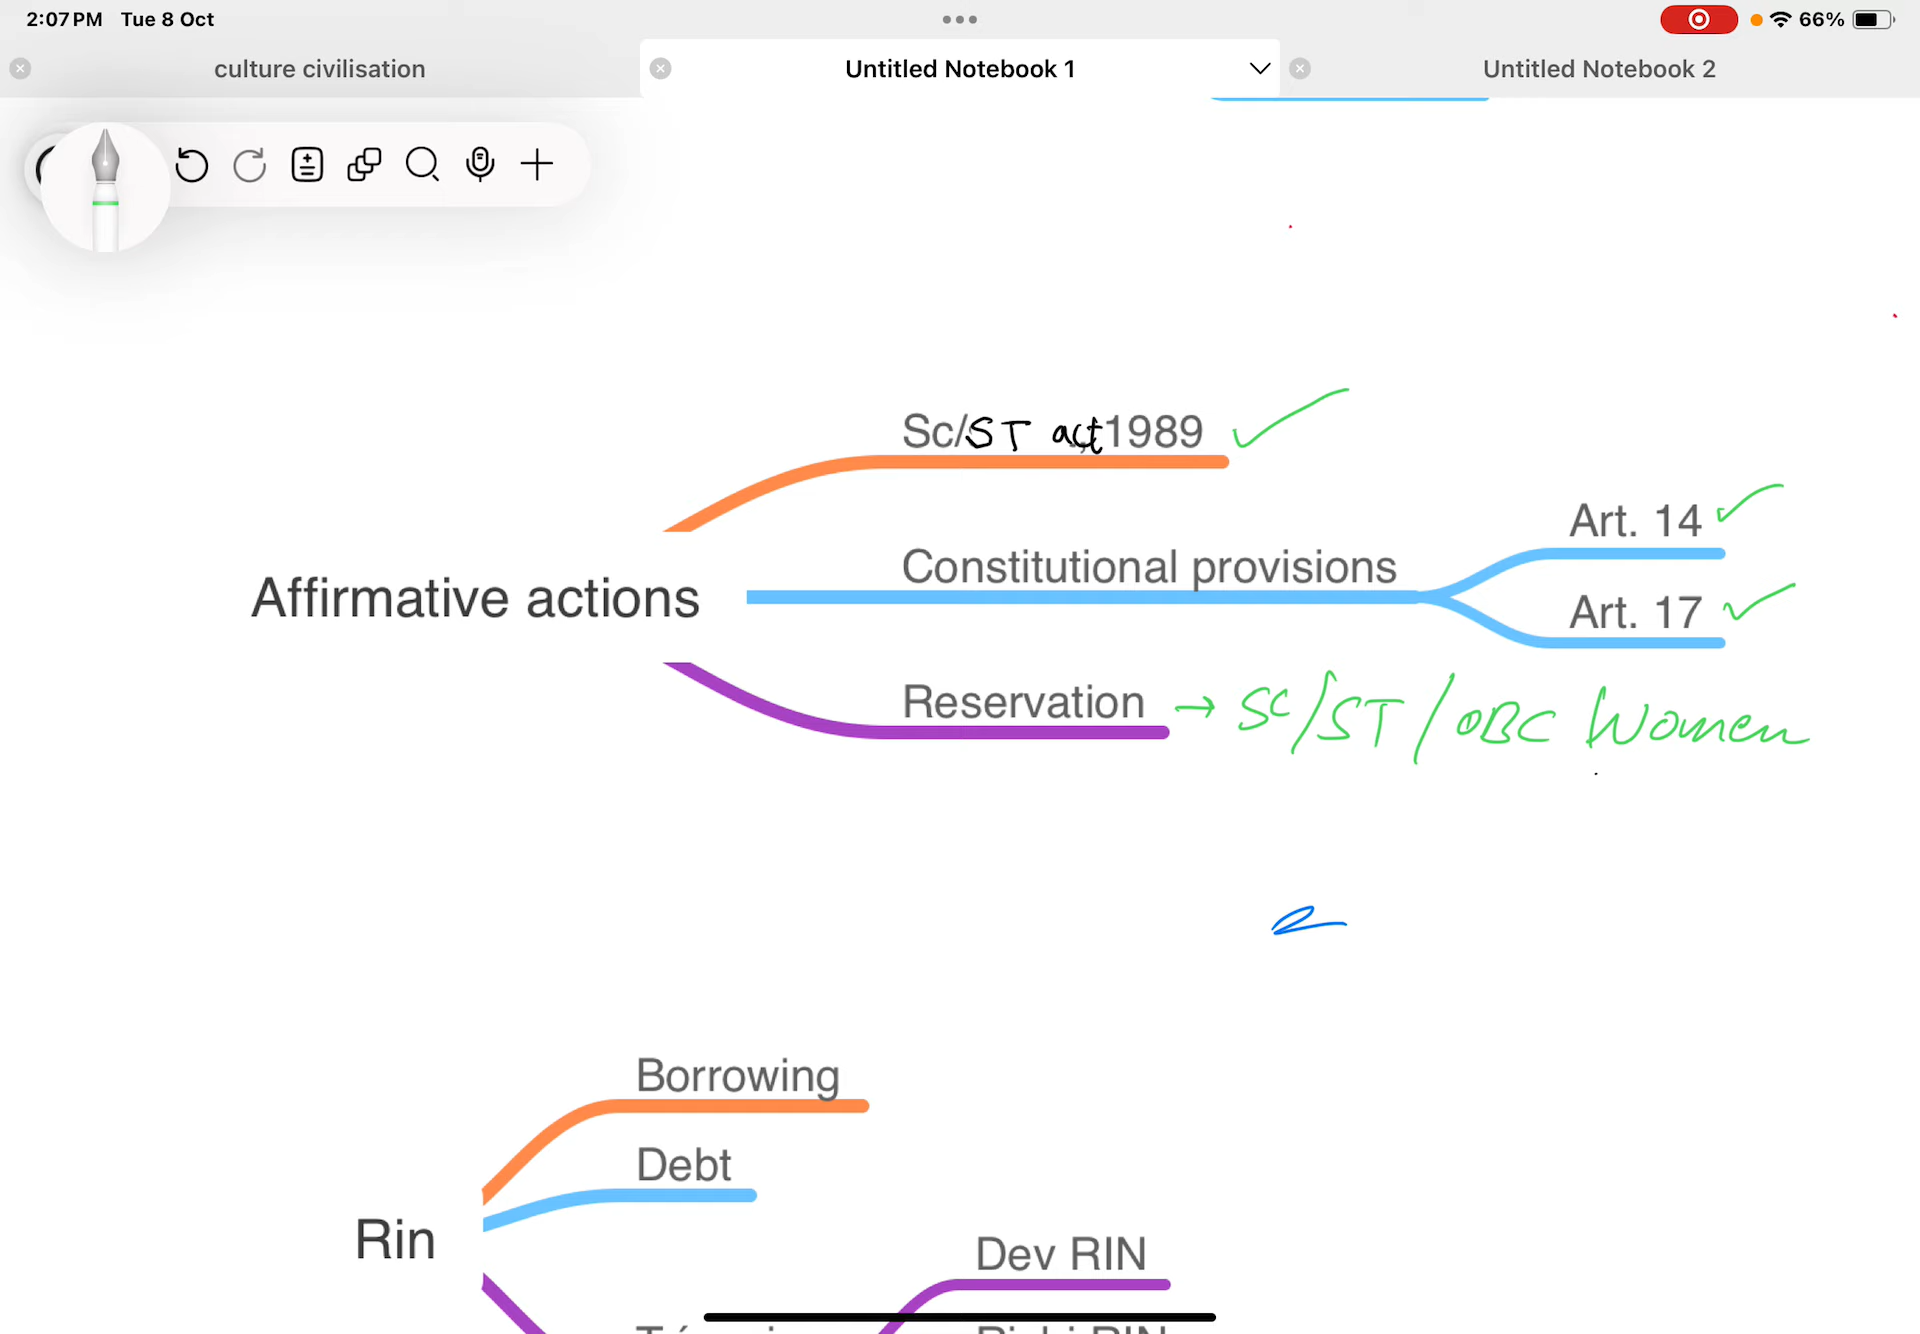 2:07 PM Tue 8 Oct
66%
culture civilisation
Untitled Notebook 1
Untitled Notebook 2
Sc/ST act 1989
Art. 14
Constitutional provisions
Affirmative actions
Art. 17
Reservation → SC/ST/OBC Women
Borrowing
Debt
Rin
Dev RIN